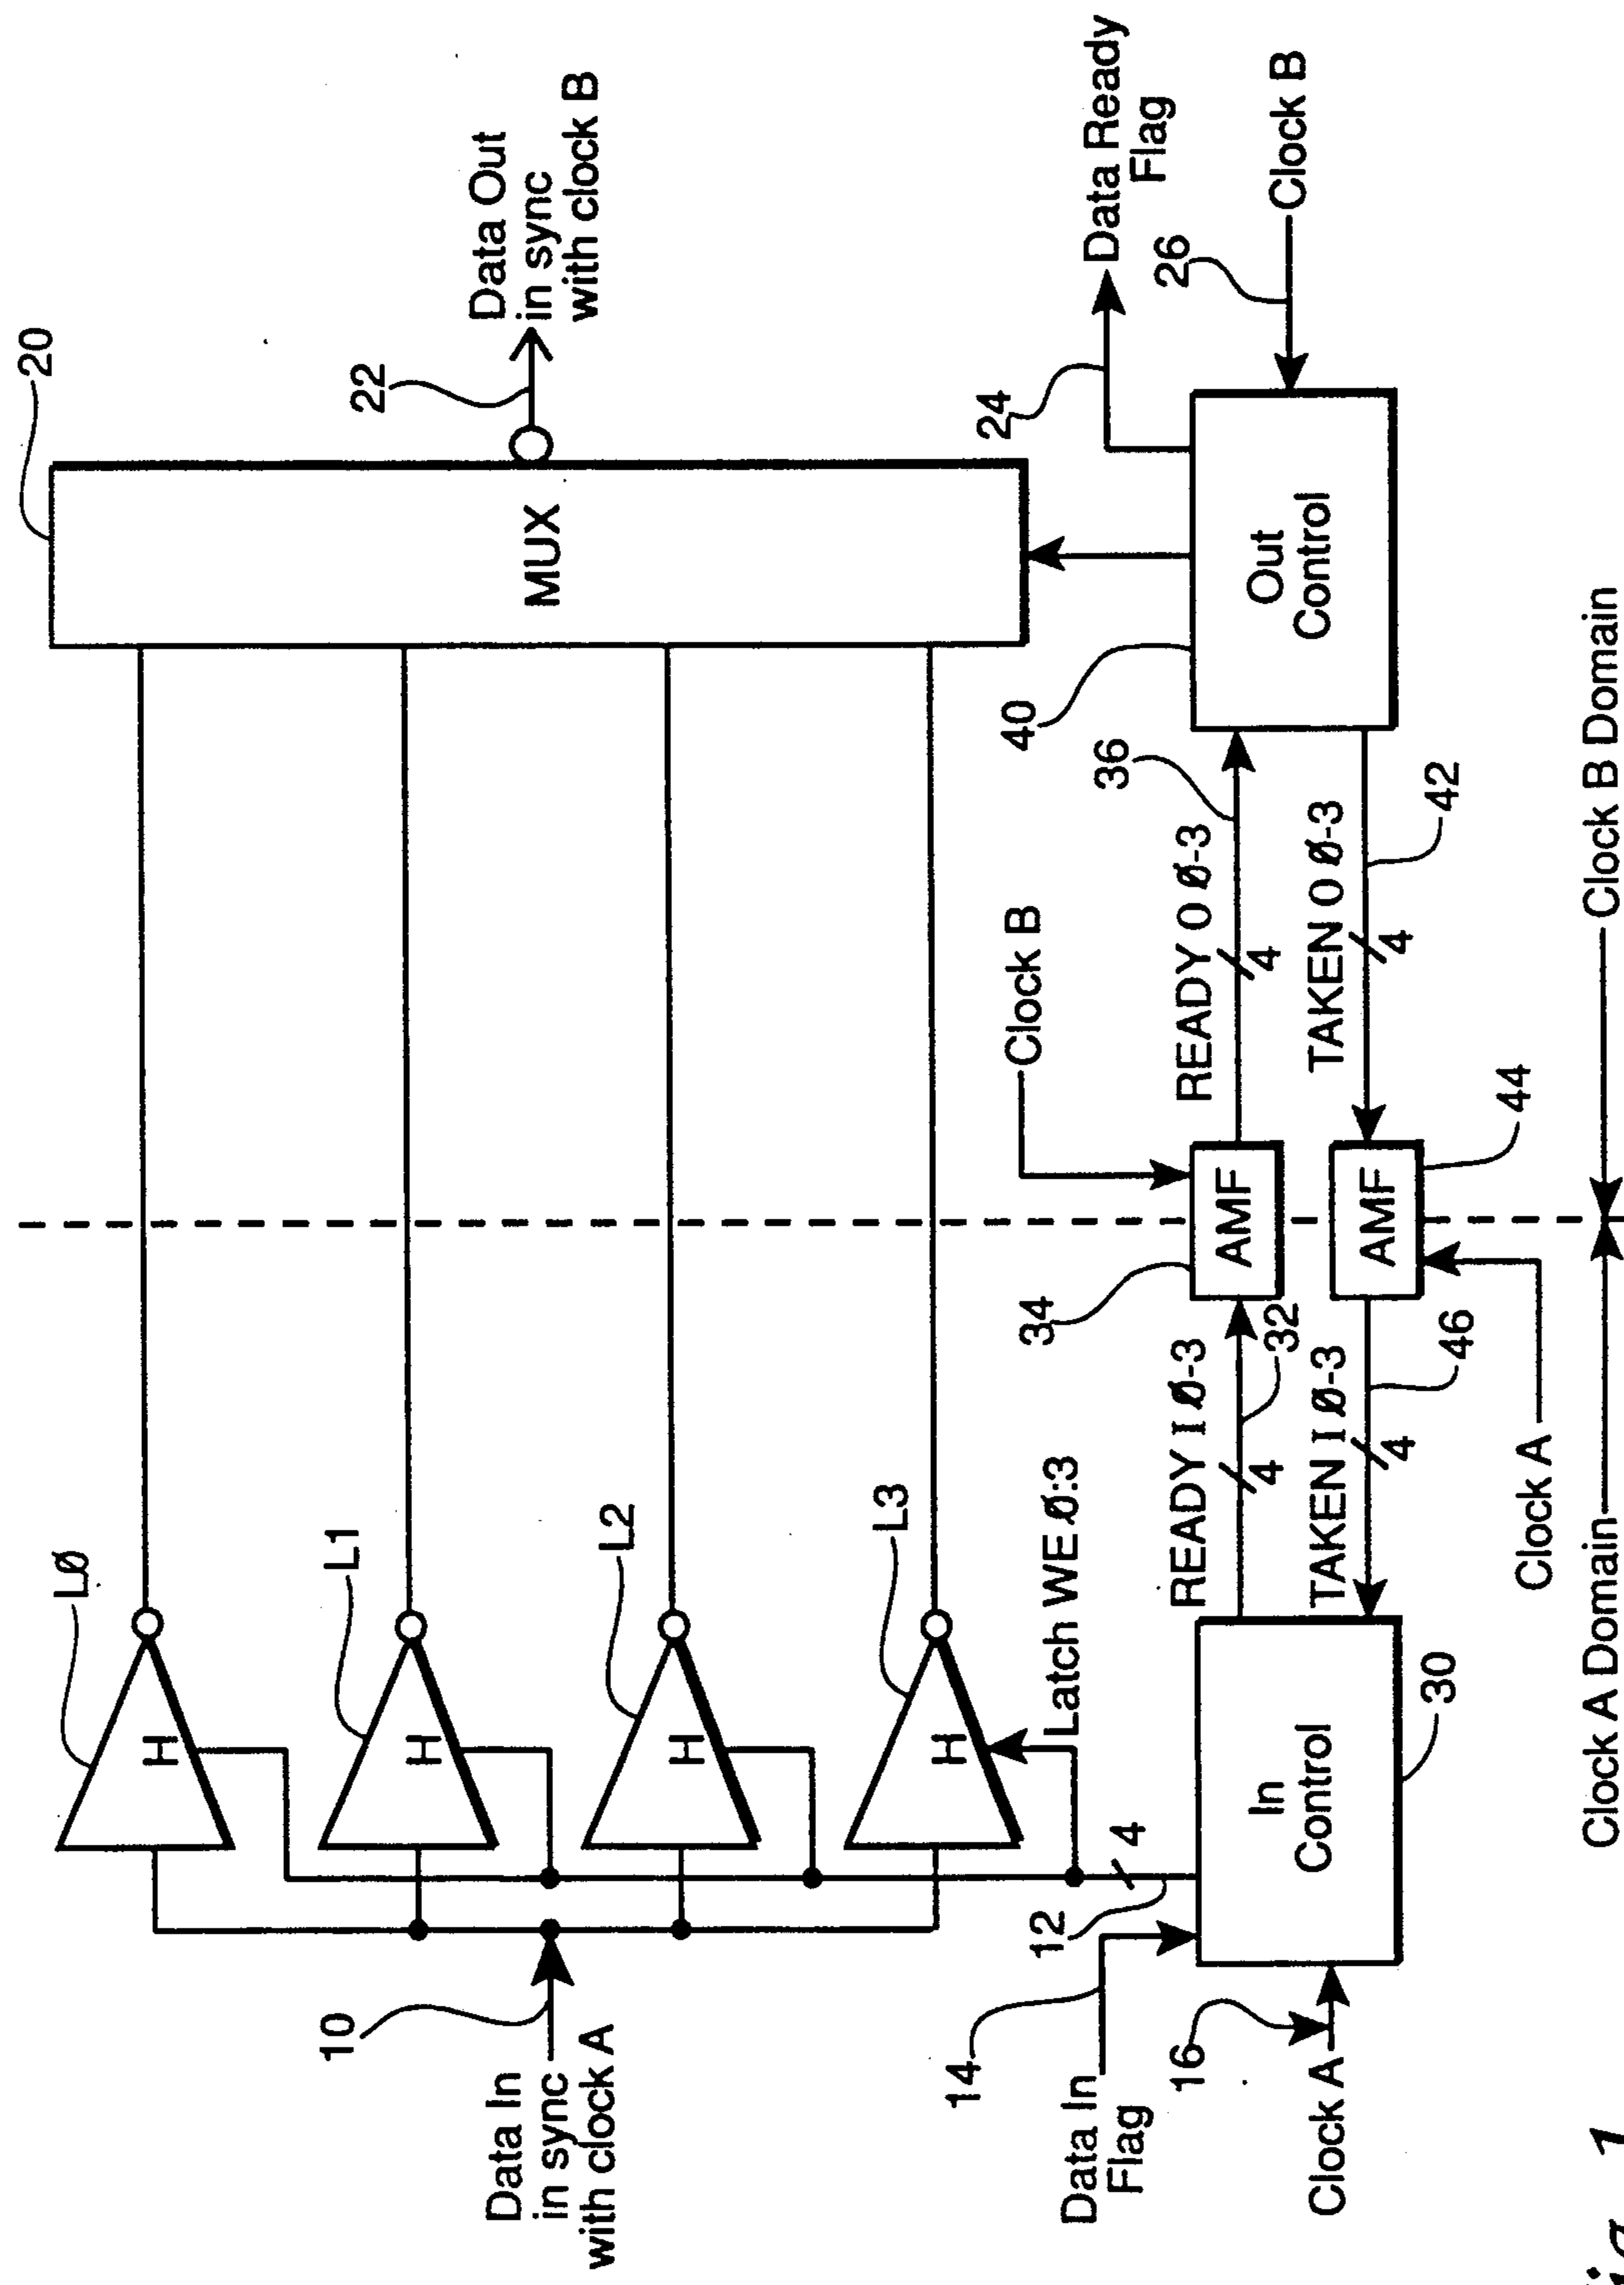 20
LØ
L1
L2
L3
H
H
H
H
MUX
22
Data Out
in sync
with clock B
10
Data In
in sync
with clock A
Latch WE Ø:3
12
4
14
Data In
Flag
16
Clock A
In
Control
30
READY I Ø-3
4
32
TAKEN I Ø-3
4
46
34
AMF
AMF
44
Clock B
Clock A
READY O Ø-3
4
36
TAKEN O Ø-3
4
42
40
Out
Control
24
Data Ready
Flag
26
Clock B
Clock A Domain
Clock B Domain